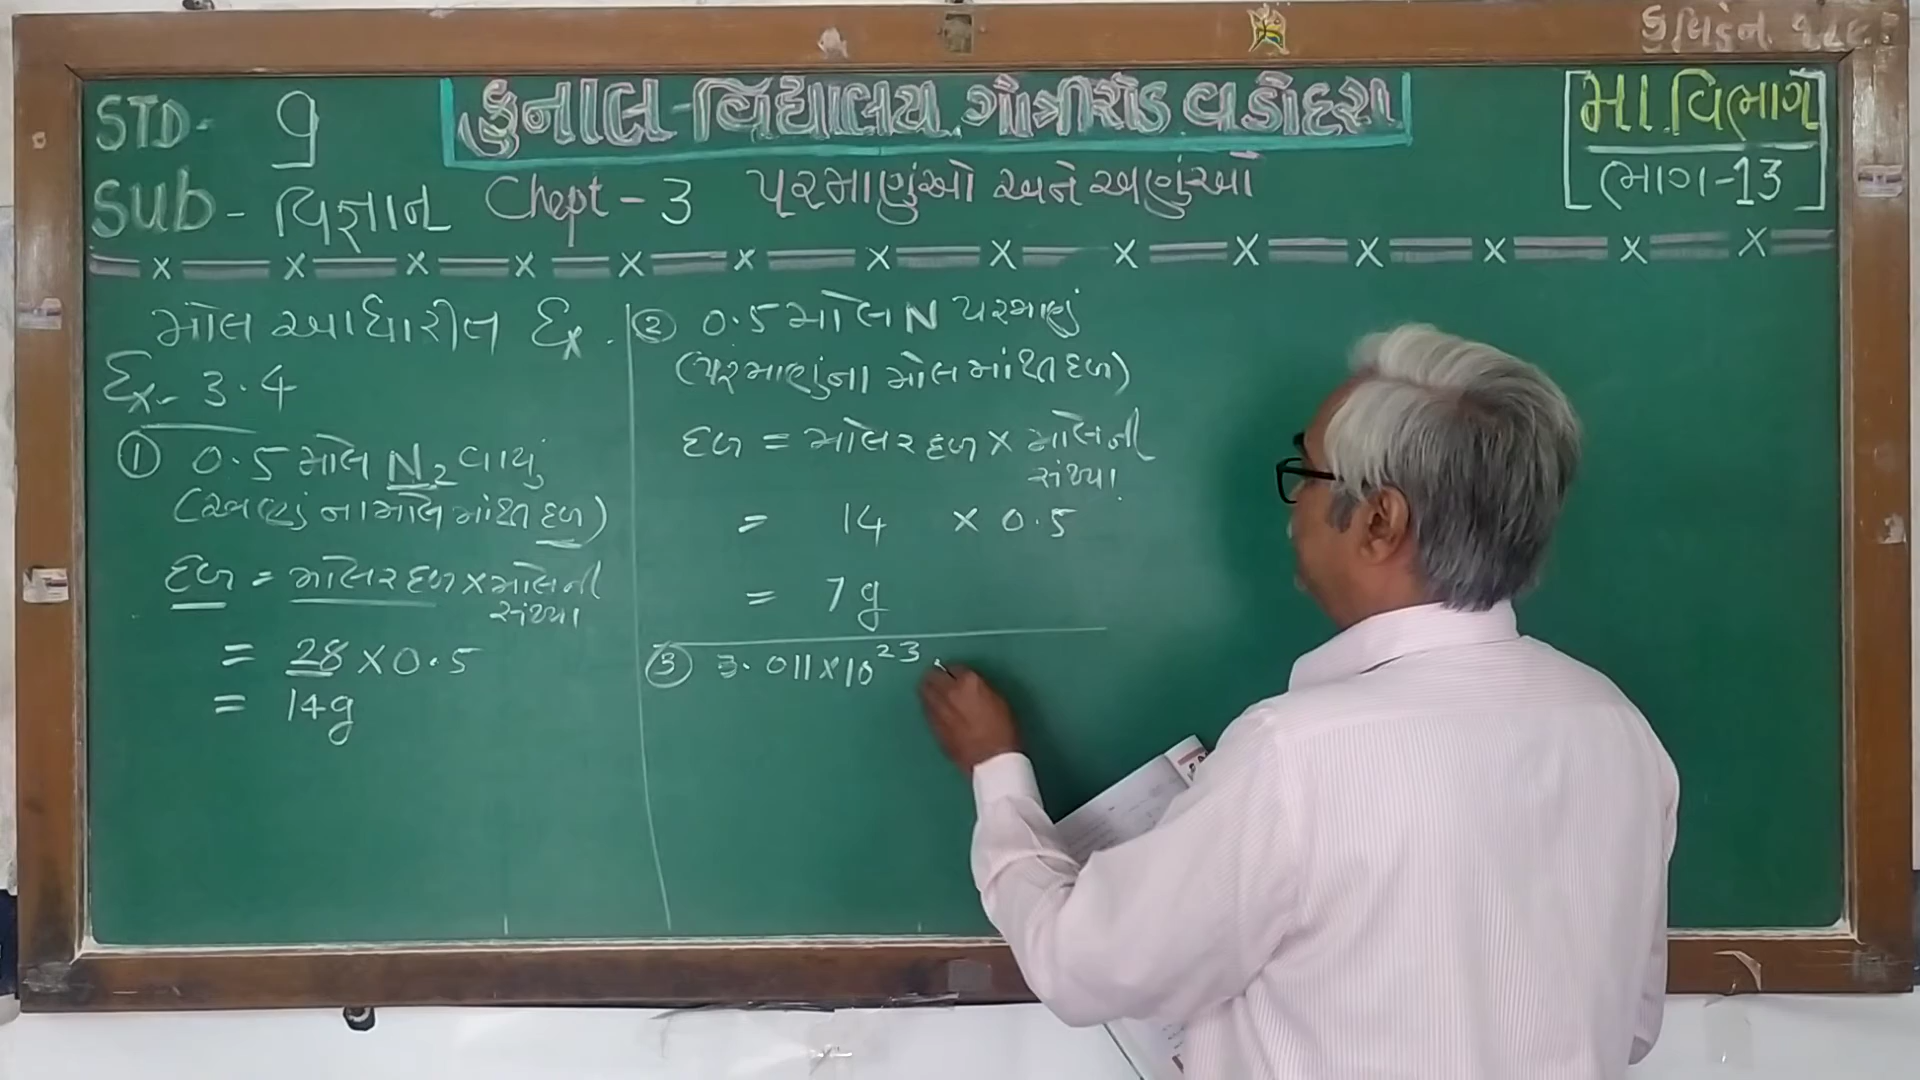 STD- 9
કુનાલ-વિદ્યાલય ગોત્રીરોડ વડોદરા
મા.વિભાગ
ભાગ-13
SUB - વિજ્ઞાન Chept - 3 પરમાણુંઓ અને અણુંઓ
મોલ આધારીત Ex.
Ex.- 3.4
① 0.5 મોલ N₂ વાયું
(અણું ના મોલ માંથી દળ)
દળ = મોલર દળ × મોલની
સંખ્યા
= 28 × 0.5
= 14g
② 0.5 મોલ N પરમાણું
(પરમાણુંના મોલ માંથી દળ)
દળ = મોલર દળ × મોલની
સંખ્યા
= 14 × 0.5
= 7g
③ 3.011×10²³